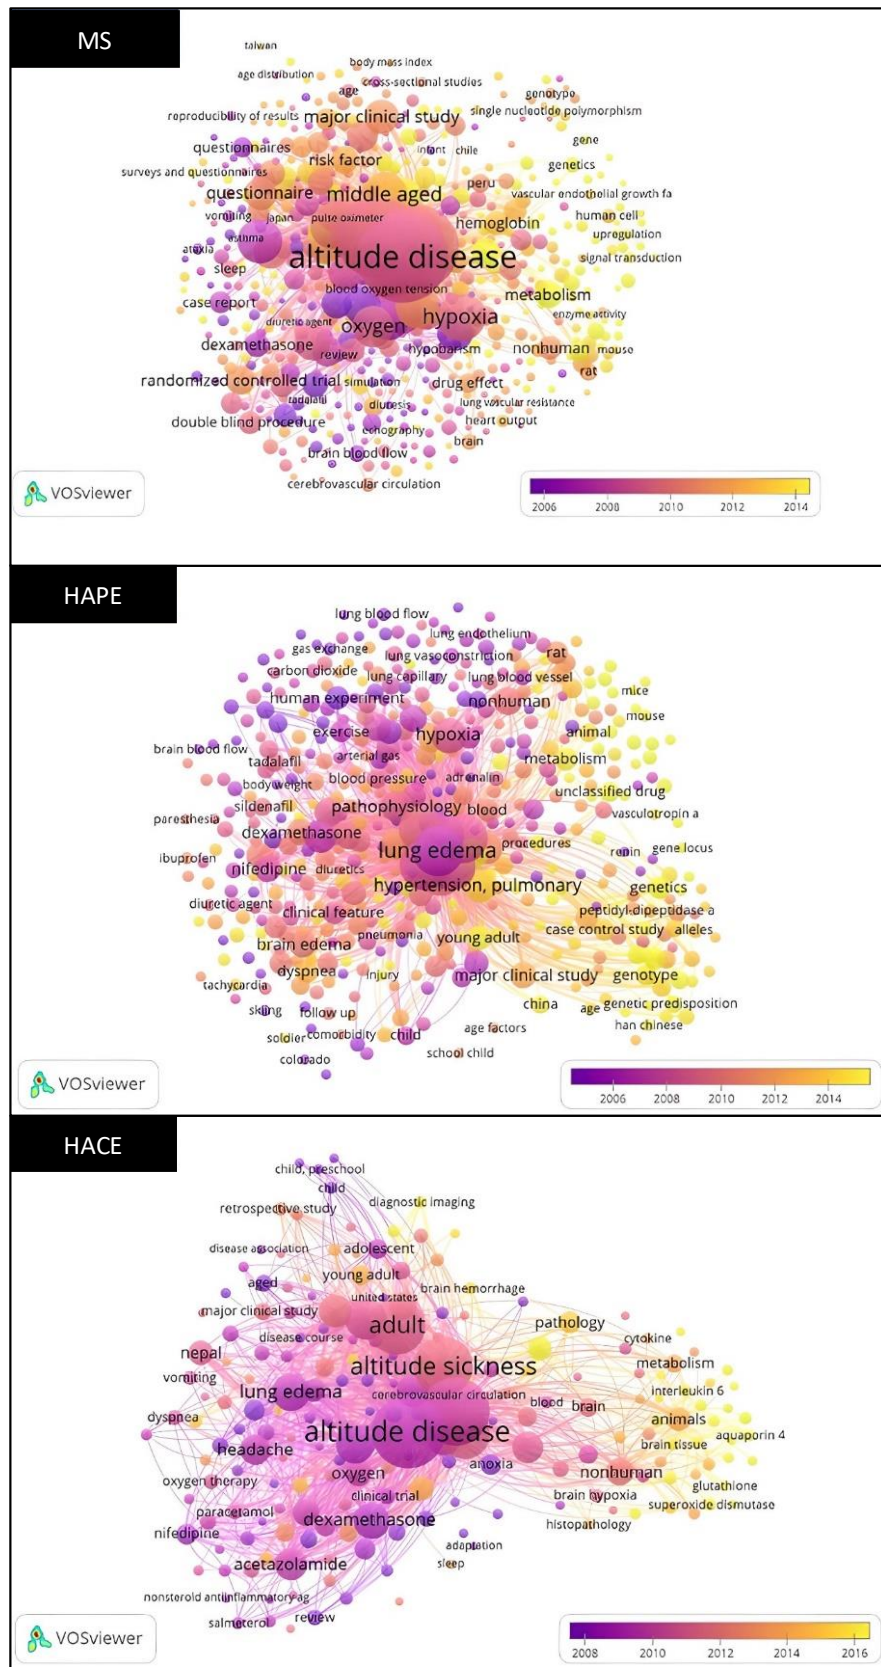 MS
taiwan
body mass index
age distribution
cross-sectional studies
age
genotype
reproducibility of results
major clinical study
single nucleotide polymorphism
questionnaires
infant
chile
gene
risk factor
genetics
surveys and questionnaires
questionnaire
middle aged
peru
vascular endothelial growth fa
vomiting
japan
pulse oximeter
hemoglobin
human cell
asthma
upregulation
ataxia
altitude disease
signal transduction
sleep
blood oxygen tension
metabolism
case report
hypoxia
enzyme activity
diuretic agent
oxygen
dexamethasone
review
hypobarism
nonhuman
mouse
rat
randomized controlled trial
simulation
drug effect
tadalafil
diuresis
lung vascular resistance
double blind procedure
echography
heart output
brain
brain blood flow
cerebrovascular circulation
VOSviewer
2006
2008
2010
2012
2014
HAPE
lung blood flow
lung endothelium
gas exchange
lung vasoconstriction
rat
carbon dioxide
lung capillary
lung blood vessel
mice
human experiment
nonhuman
mouse
exercise
hypoxia
animal
brain blood flow
arterial gas
metabolism
tadalafil
blood pressure
adrenalin
body weight
unclassified drug
sildenafil
pathophysiology
blood
vasculotropin a
paresthesia
dexamethasone
lung edema
procedures
renin
gene locus
ibuprofen
nifedipine
diuretics
hypertension, pulmonary
genetics
diuretic agent
clinical feature
peptidyl-dipeptidase a
case control study
alleles
brain edema
pneumonia
young adult
dyspnea
injury
major clinical study
genotype
tachycardia
china
age
genetic predisposition
skiing
follow up
han chinese
soldier
comorbidity
child
age factors
colorado
school child
VOSviewer
2006
2008
2010
2012
2014
HACE
child, preschool
child
diagnostic imaging
retrospective study
disease association
adolescent
young adult
aged
united states
brain hemorrhage
major clinical study
adult
pathology
disease course
cytokine
nepal
altitude sickness
metabolism
vomiting
lung edema
cerebrovascular circulation
interleukin 6
blood
brain
dyspnea
altitude disease
animals
aquaporin 4
headache
brain tissue
anoxia
oxygen
nonhuman
oxygen therapy
glutathione
clinical trial
brain hypoxia
superoxide dismutase
paracetamol
dexamethasone
nifedipine
histopathology
adaptation
acetazolamide
sleep
nonsteroid antiinflammatory ag
salmeterol
review
VOSviewer
2008
2010
2012
2014
2016